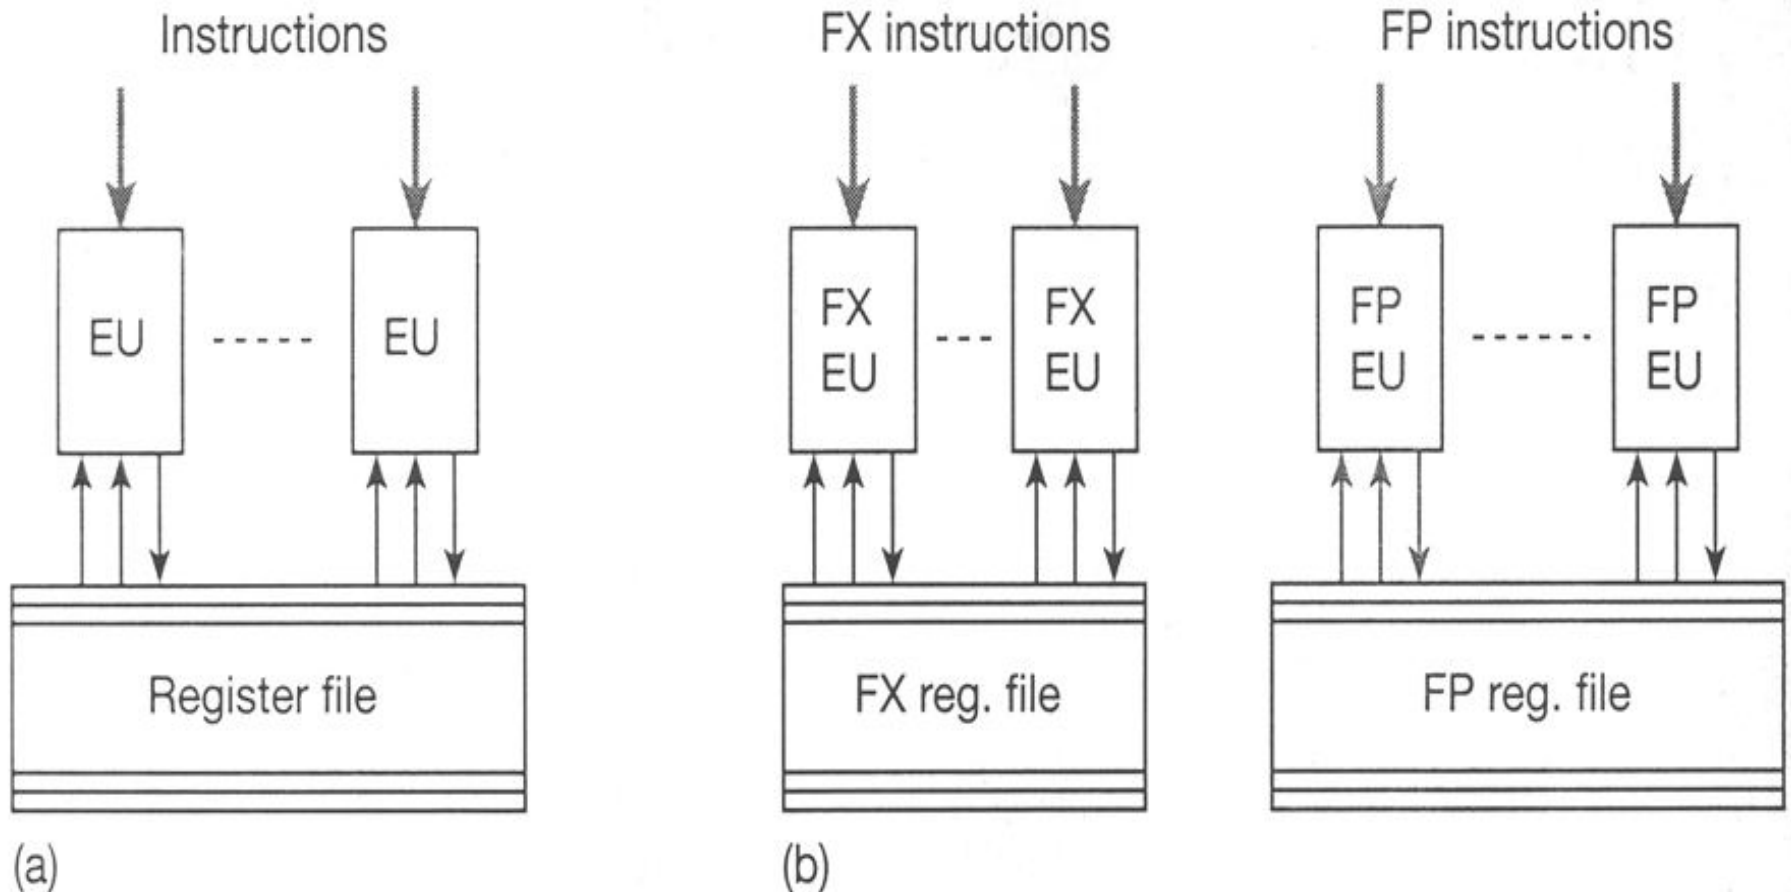 Instructions
FX instructions
FP instructions
EU
EU
FX
EU
FX
EU
FP
EU
FP
EU
Register file
FX reg. file
FP reg. file
(a)
(b)